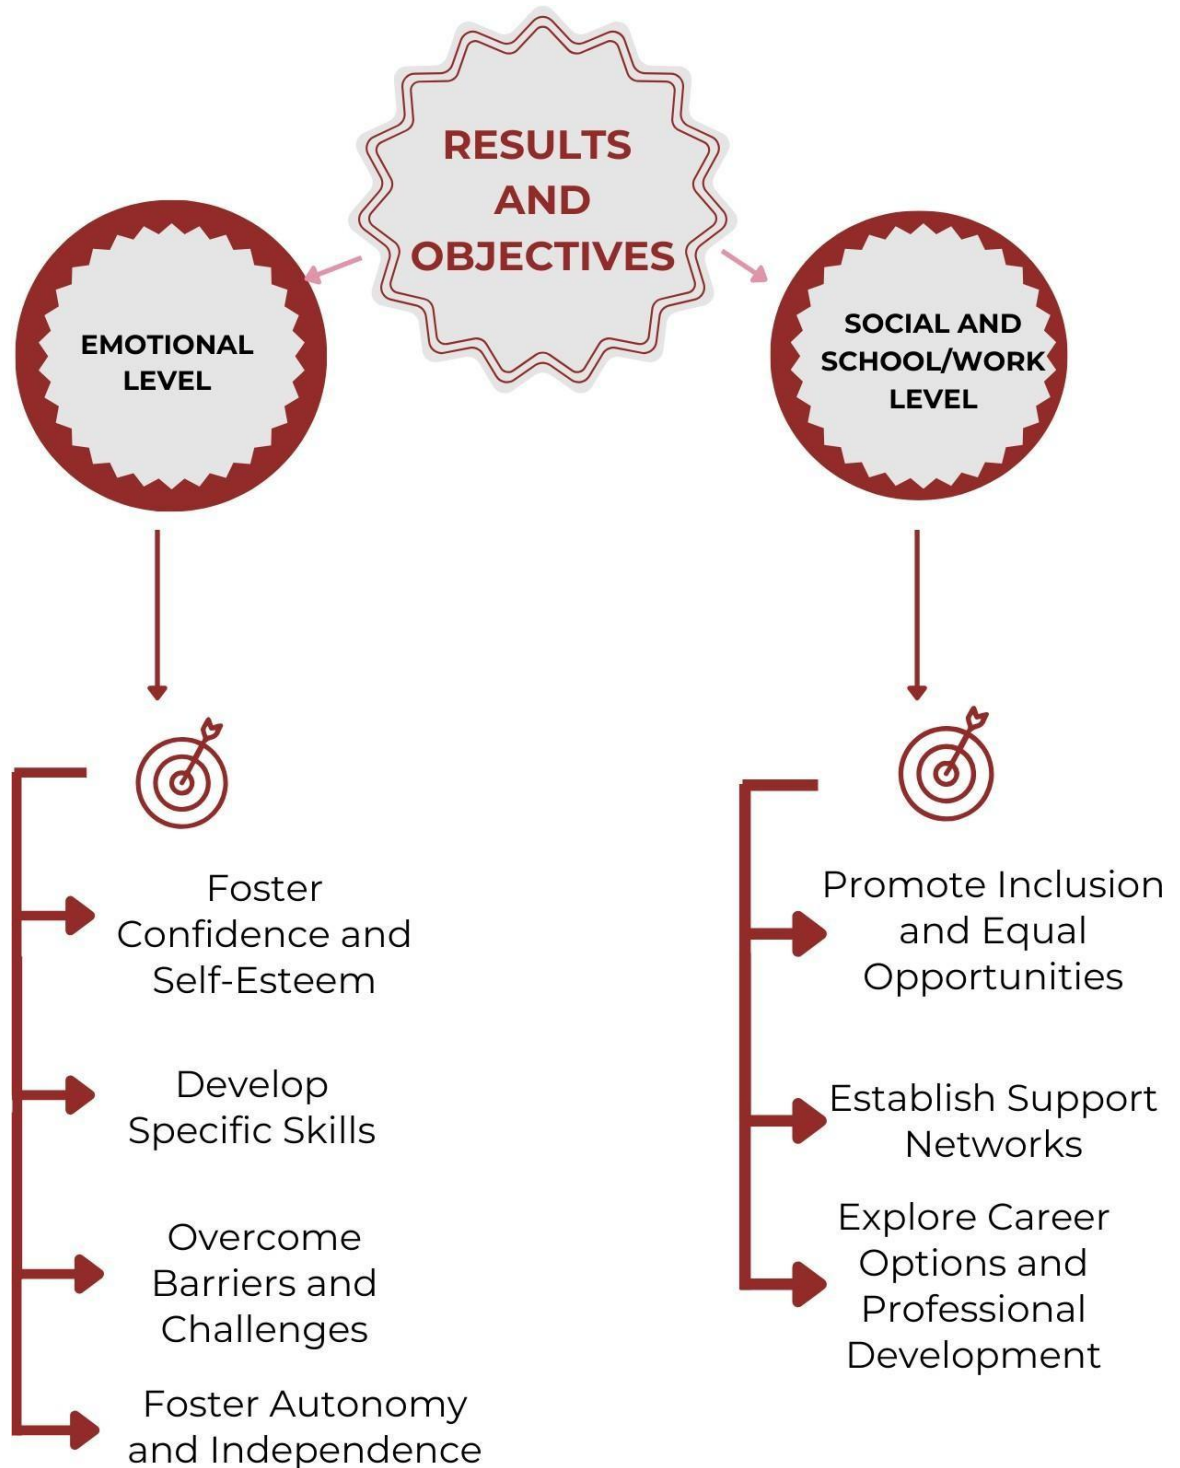 RESULTS
AND
OBJECTIVES
EMOTIONAL
LEVEL
SOCIAL AND
SCHOOL/WORK
LEVEL
Foster
Confidence and
Self-Esteem
Develop
Specific Skills
Overcome
Barriers and
Challenges
Foster Autonomy
and Independence
Promote Inclusion
and Equal
Opportunities
Establish Support
Networks
Explore Career
Options and
Professional
Development